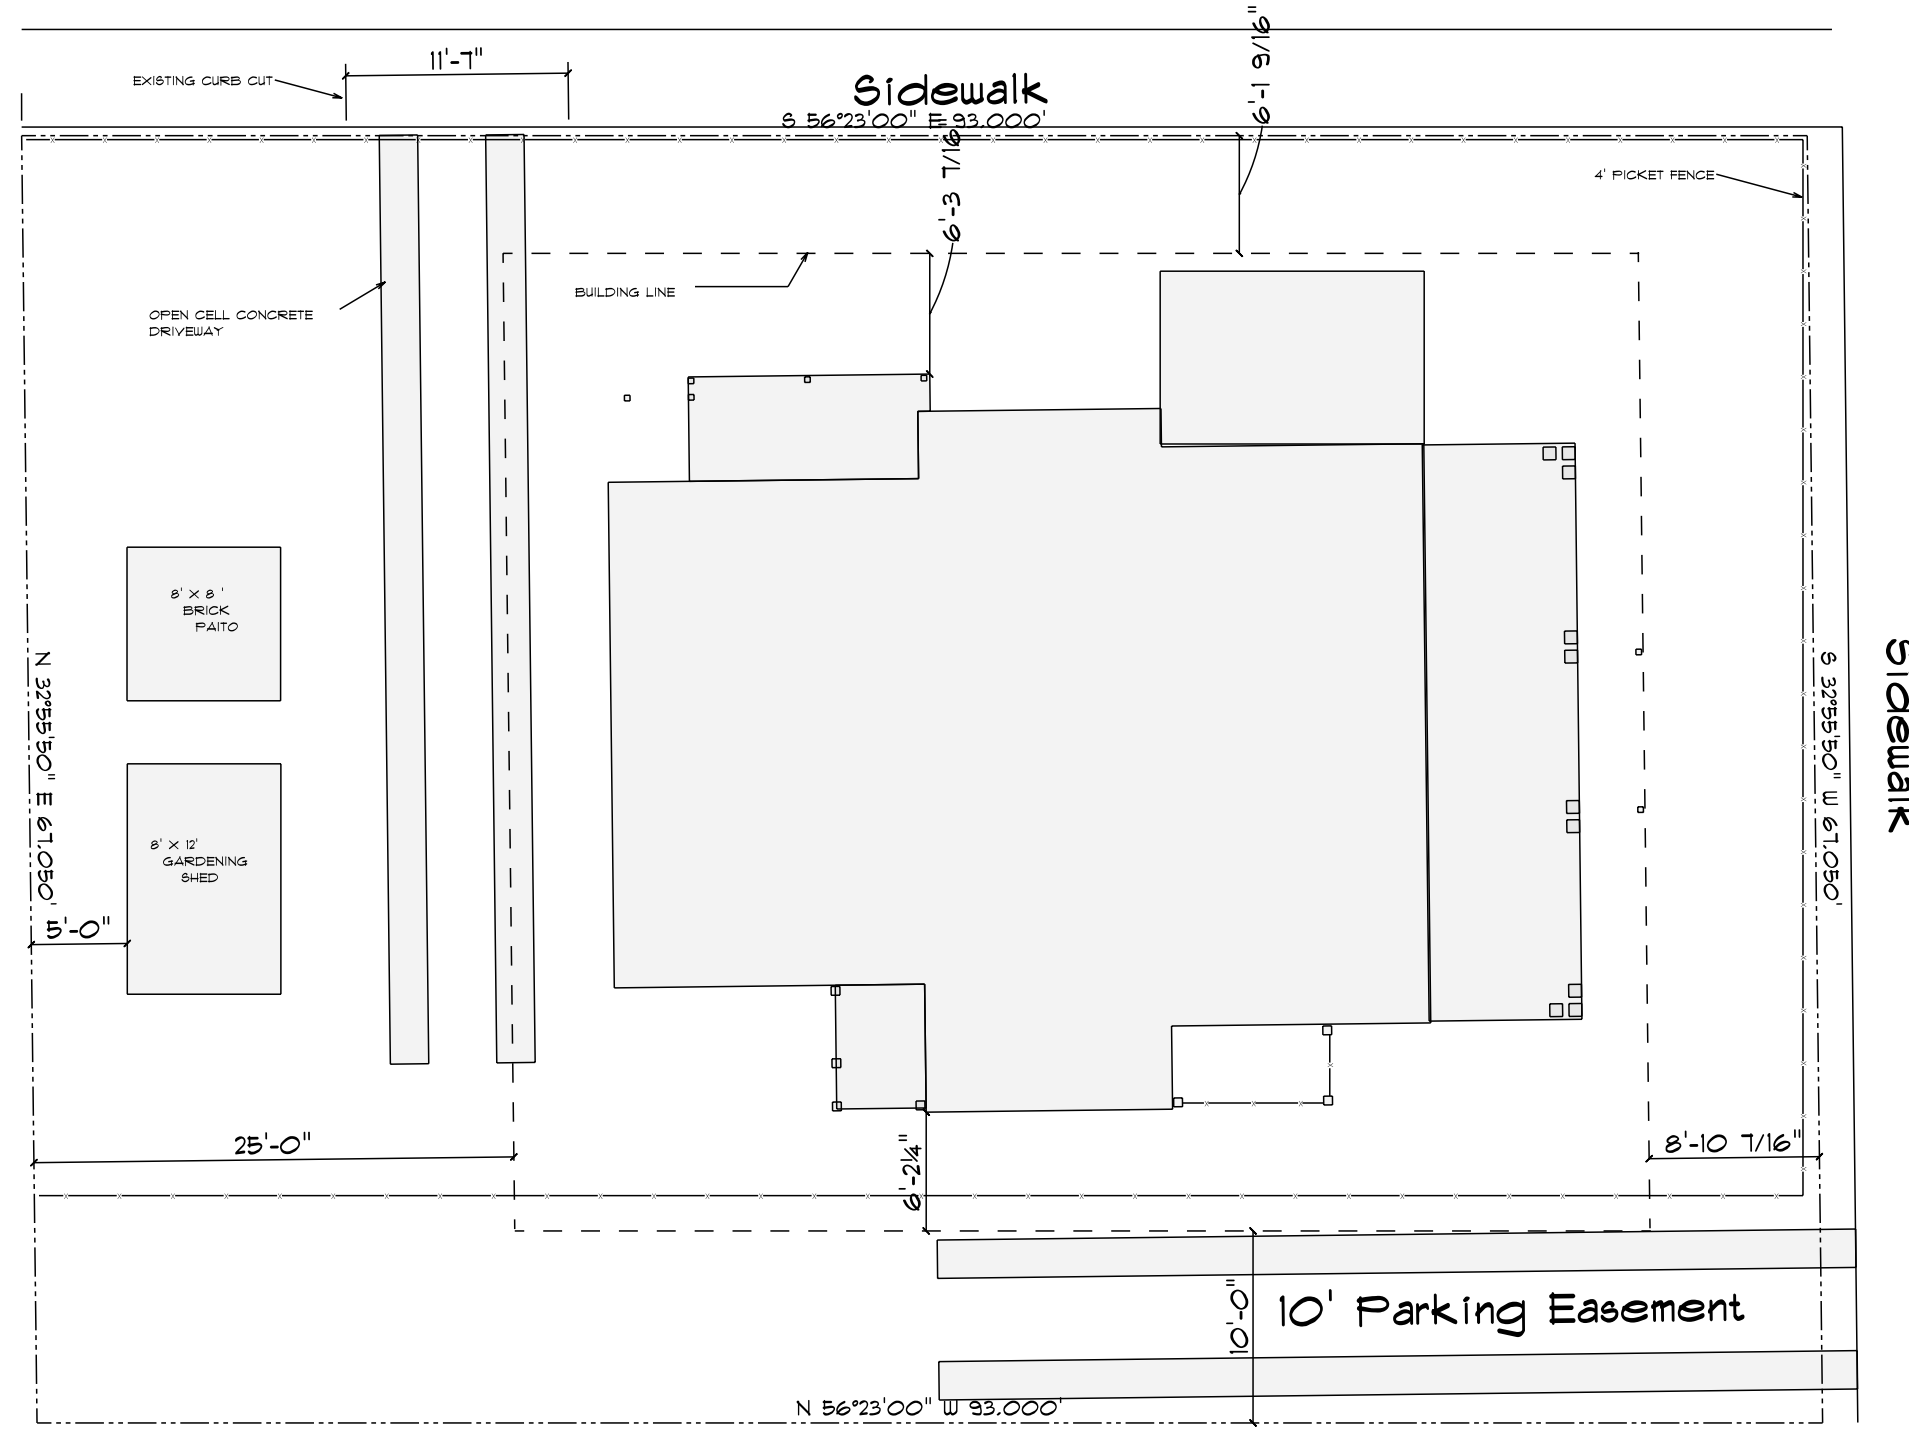 6'-1 9/16"
11'-7"
EXISTING CURB CUT
Sidewalk
S 56°23'00" E 93.000'
6'-3 7/16"
4' PICKET FENCE
BUILDING LINE
OPEN CELL CONCRETE
DRIVEWAY
8' X 8 '
BRICK
PAITO
N 32°55'50" E 67.050'
S 32°55'50" W 67.050'
Sidewalk
8' X 12'
GARDENING
SHED
5'-0"
25'-0"
6'-2¼"
8'-10 7/16"
10'-0"
10' Parking Easement
N 56°23'00" W 93.000'